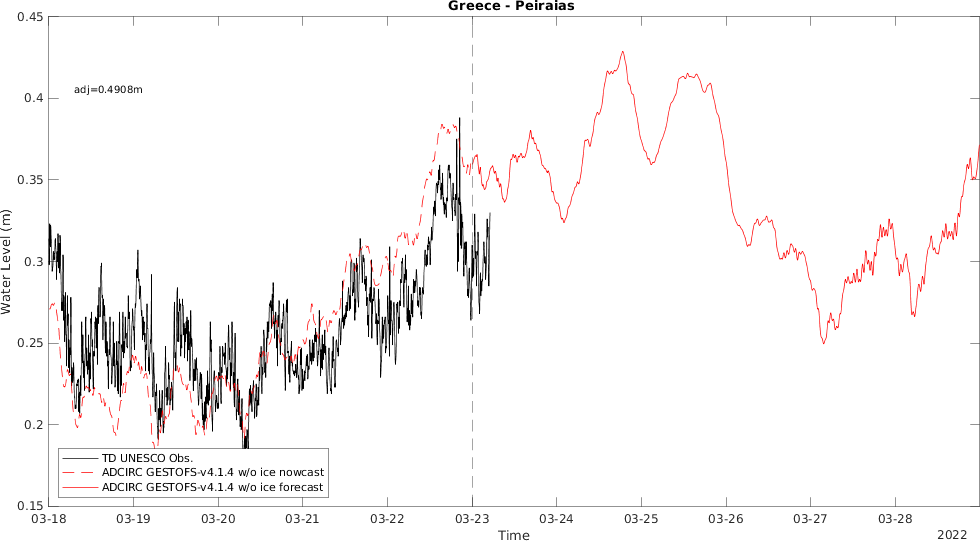 Greece - Peiraias
0.45
adj=0.4908m
0.4
0.35
0.3
0.25
0.2
0.15
Water Level (m)
TD UNESCO Obs.
ADCIRC GESTOFS-v4.1.4 w/o ice nowcast
ADCIRC GESTOFS-v4.1.4 w/o ice forecast
03-18 03-19 03-20 03-21 03-22 03-23 03-24 03-25 03-26 03-27 03-28
Time
2022